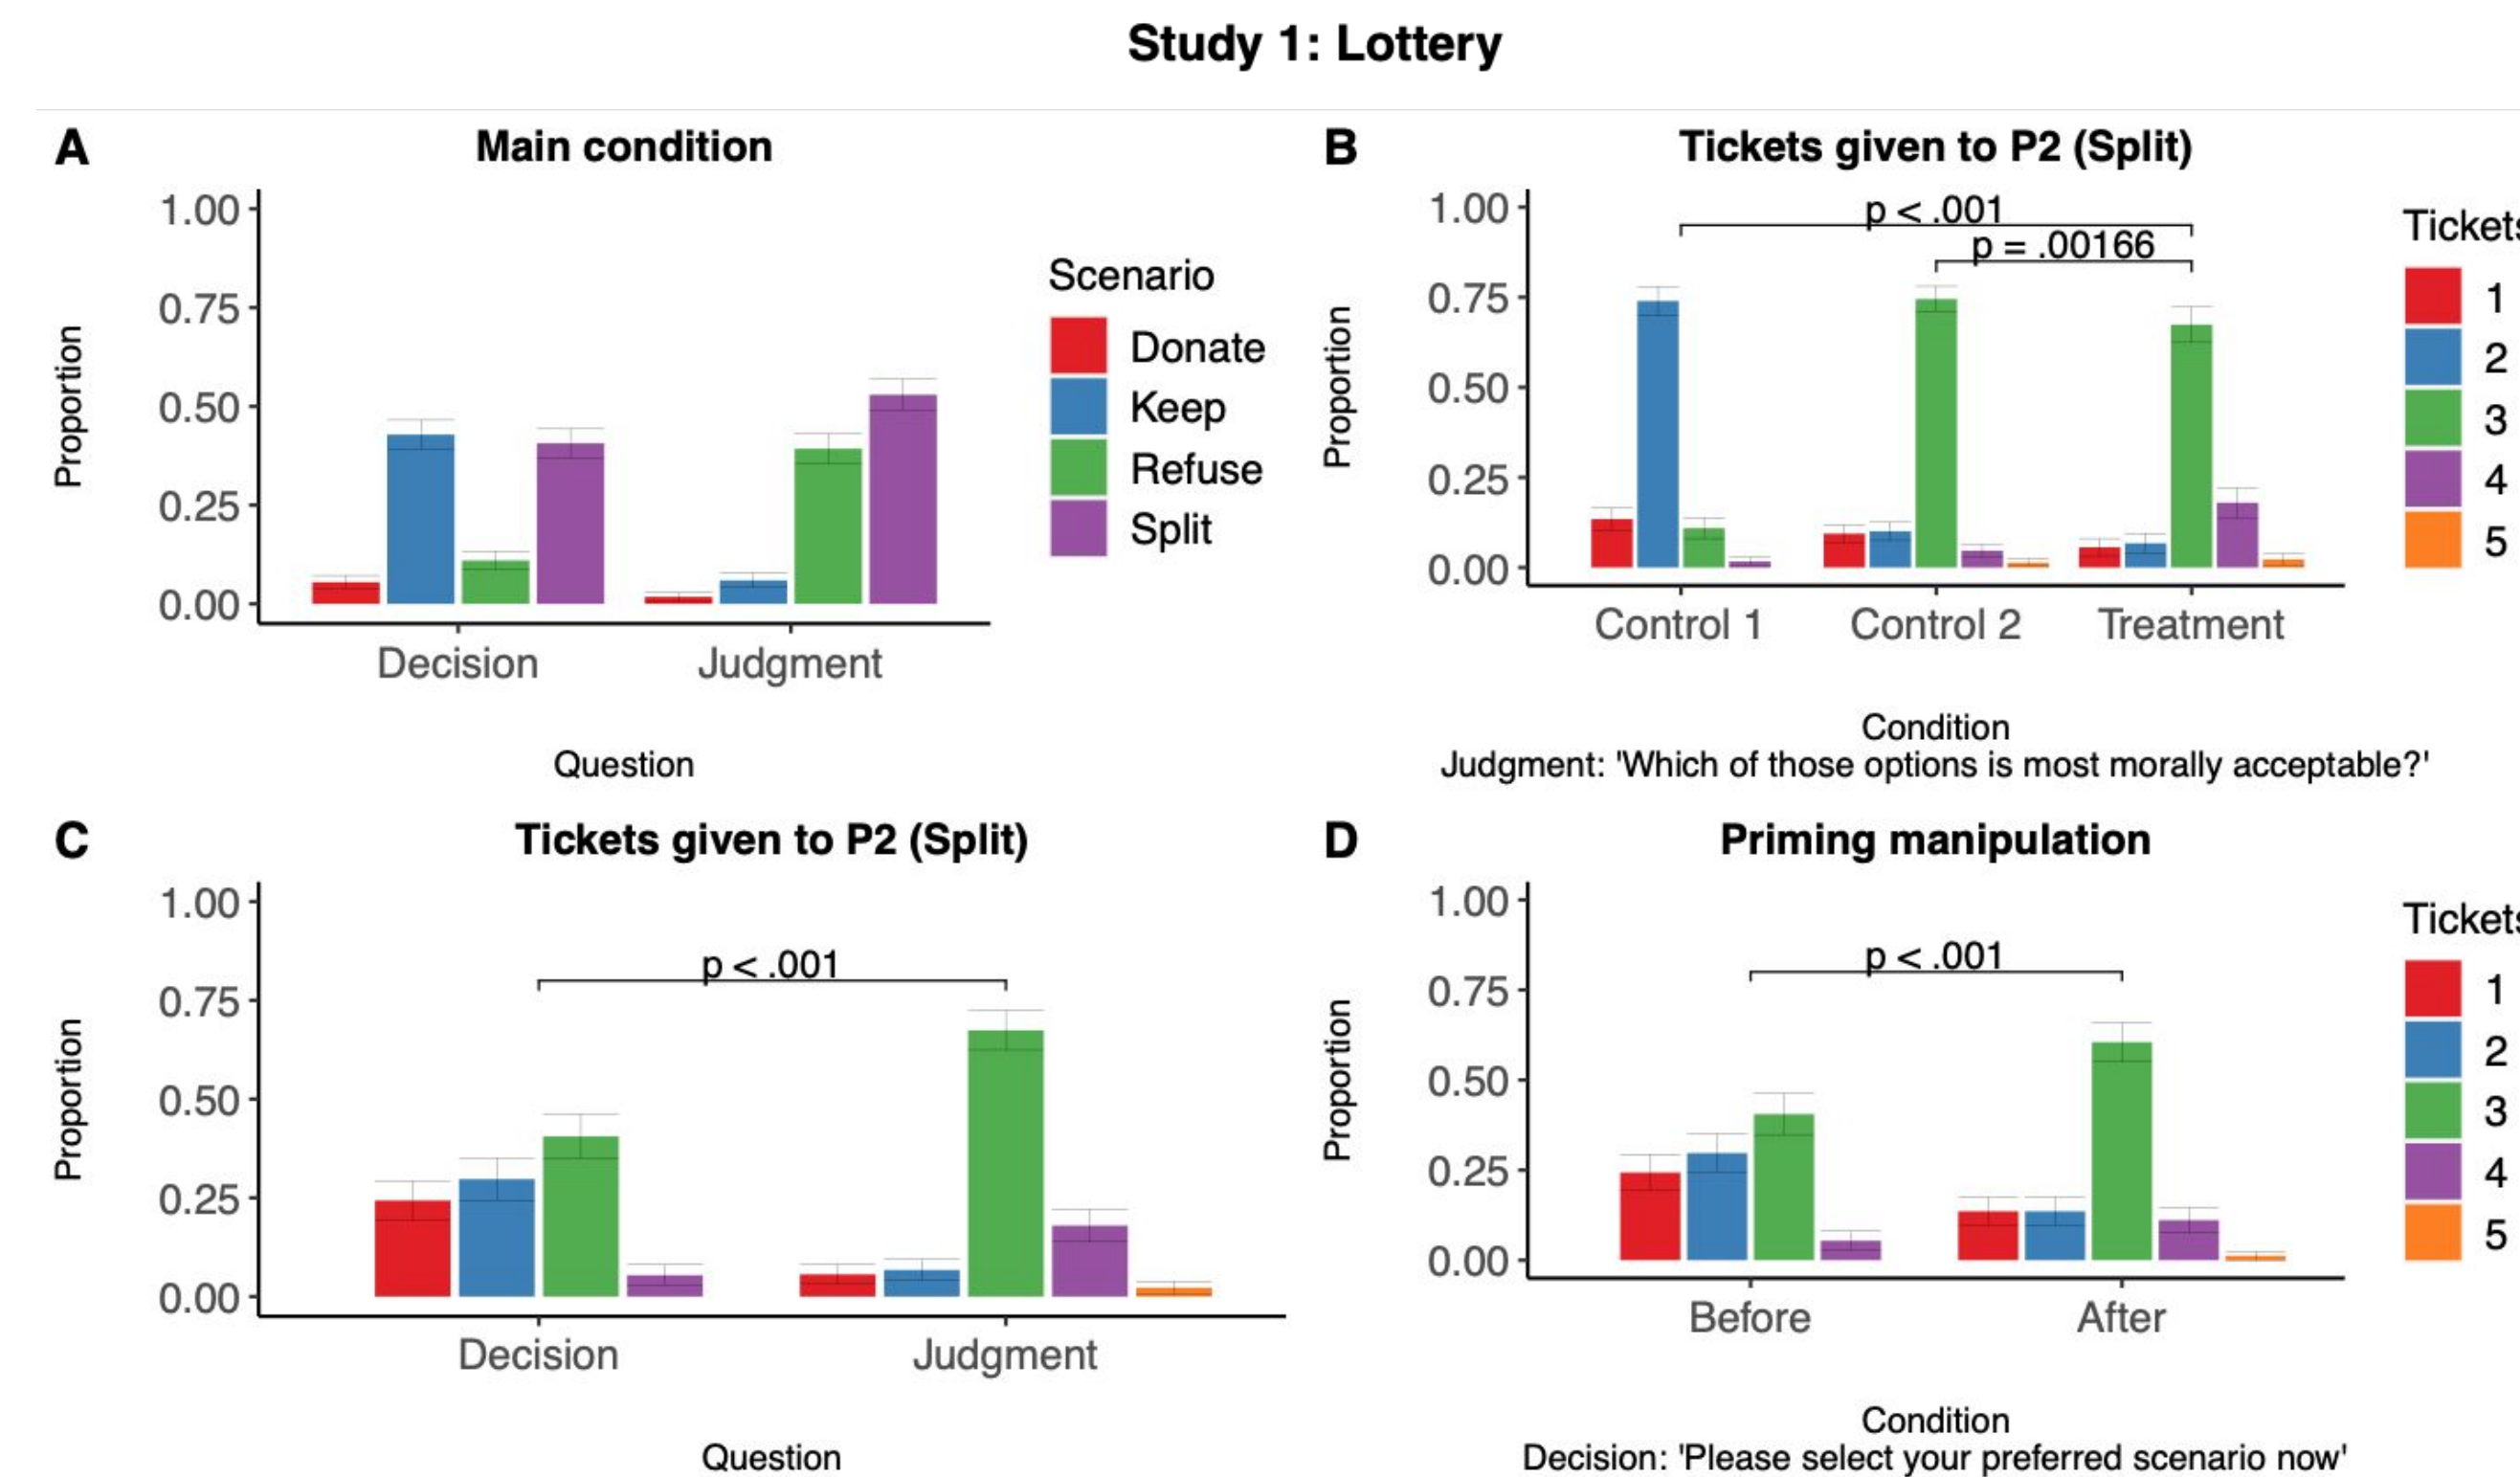 Study 1: Lottery
A
Main condition
1.00
0.75
0.50
0.25
0.00
Proportion
Decision
Judgment
Question
Scenario
Donate
Keep
Refuse
Split
B
Tickets given to P2 (Split)
1.00
0.75
0.50
0.25
0.00
Proportion
p < .001
p = .00166
Control 1
Control 2
Treatment
Condition
Judgment: 'Which of those options is most morally acceptable?'
Tickets
1
2
3
4
5
C
Tickets given to P2 (Split)
1.00
0.75
0.50
0.25
0.00
Proportion
p < .001
Decision
Judgment
Question
D
Priming manipulation
1.00
0.75
0.50
0.25
0.00
Proportion
p < .001
Before
After
Condition
Decision: 'Please select your preferred scenario now'
Tickets
1
2
3
4
5